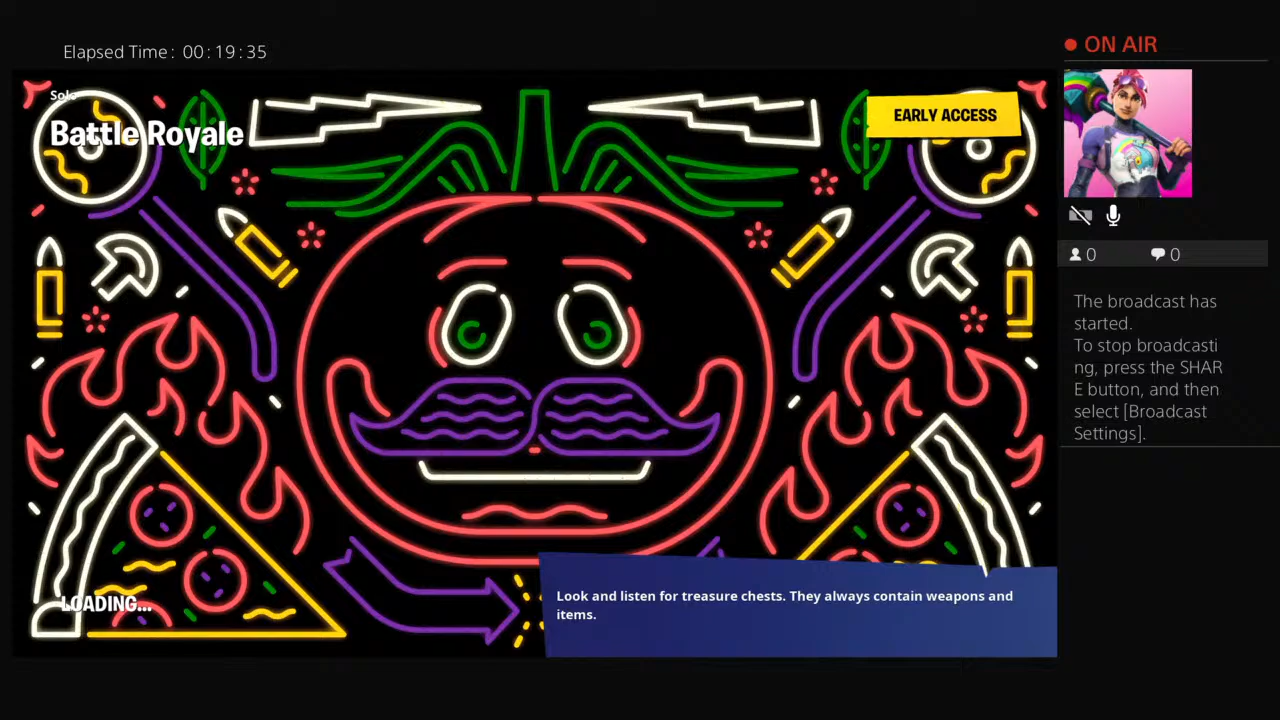 Elapsed Time: 00:19:35
ON AIR
Solo
Battle Royale
EARLY ACCESS
0
0
The broadcast has
started.
To stop broadcasti
ng, press the SHAR
E button, and then
select [Broadcast
Settings].
LOADING...
Look and listen for treasure chests. They always contain weapons and
items.